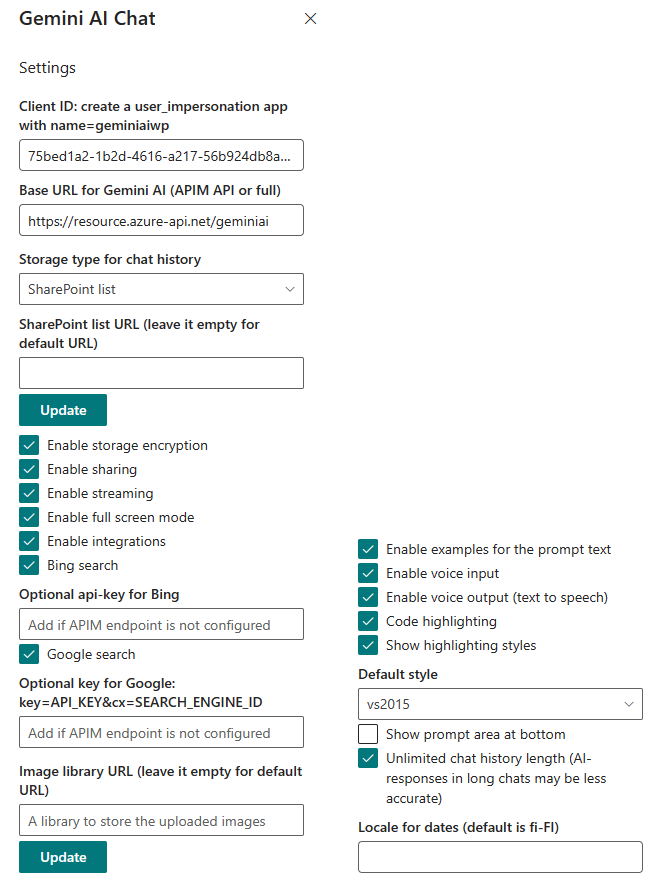 Gemini AI Chat
Settings
Client ID: create a user_impersonation app
with name=geminiaiwp
75bed1a2-1b2d-4616-a217-56b924db8a...
Base URL for Gemini AI (APIM API or full)
https://resource.azure-api.net/geminiai
Storage type for chat history
SharePoint list
SharePoint list URL (leave it empty for
default URL)
Update
Enable storage encryption
Enable sharing
Enable streaming
Enable full screen mode
Enable integrations
Bing search
Optional api-key for Bing
Add if APIM endpoint is not configured
Google search
Optional key for Google:
key=API_KEY&cx=SEARCH_ENGINE_ID
Add if APIM endpoint is not configured
Image library URL (leave it empty for default
URL)
A library to store the uploaded images
Update
Enable examples for the prompt text
Enable voice input
Enable voice output (text to speech)
Code highlighting
Show highlighting styles
Default style
vs2015
Show prompt area at bottom
Unlimited chat history length (AI-
responses in long chats may be less
accurate)
Locale for dates (default is fi-FI)